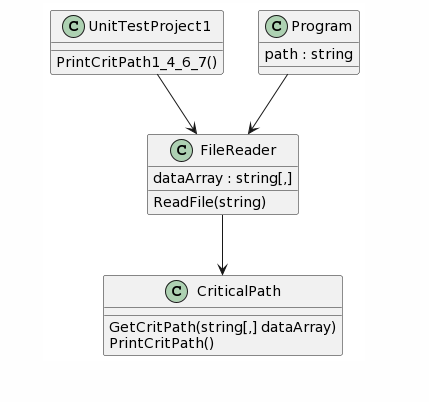 C UnitTestProject1
PrintCritPath1_4_6_7()
C Program
path : string
C FileReader
dataArray : string[,]
ReadFile(string)
C CriticalPath
GetCritPath(string[,] dataArray)
PrintCritPath()